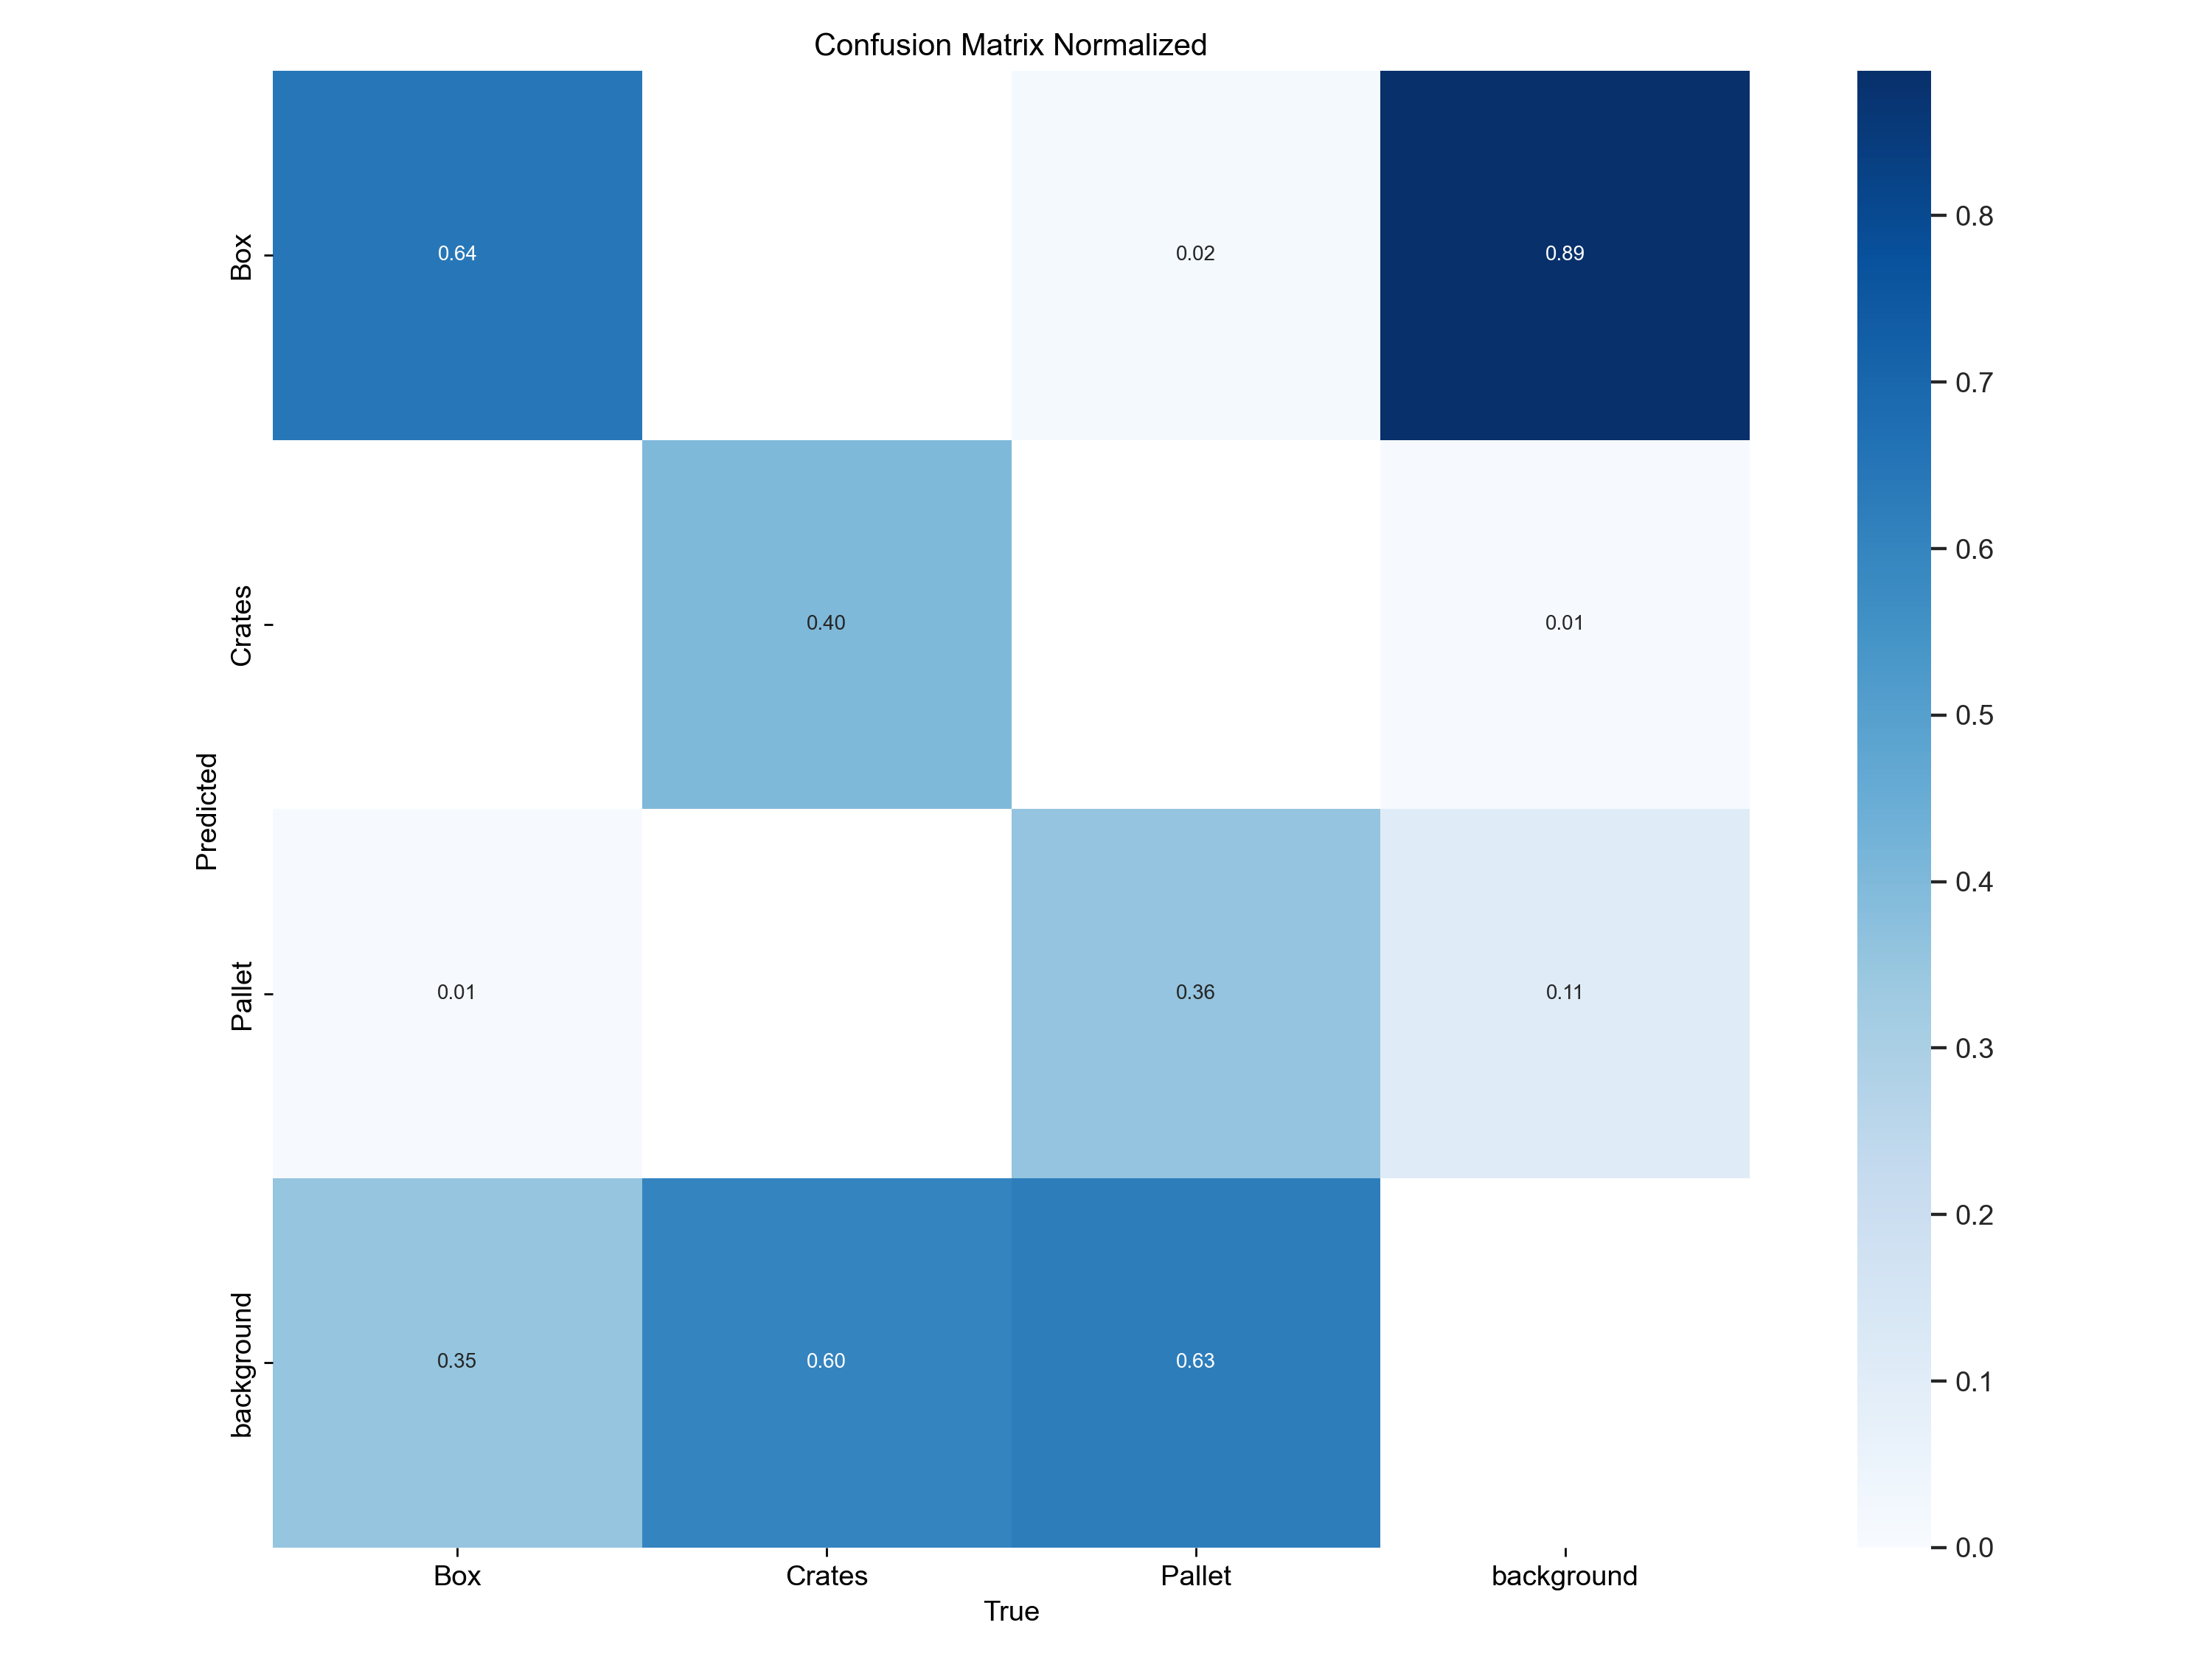 Confusion Matrix Normalized
Box
0.64
0.02
0.89
Crates
0.40
0.01
Pallet
0.01
0.36
0.11
background
0.35
0.60
0.63
Predicted
Box
Crates
Pallet
background
True
0.8
0.7
0.6
0.5
0.4
0.3
0.2
0.1
0.0